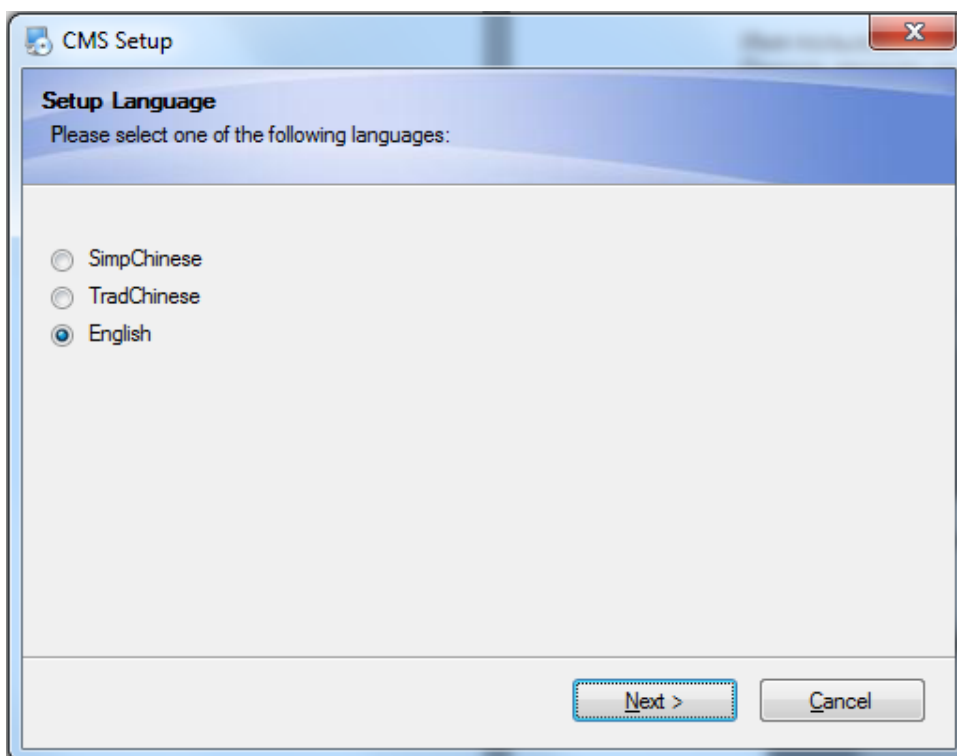 CMS Setup
Setup Language
Please select one of the following languages:
SimpChinese
TradChinese
English
Next >
Cancel